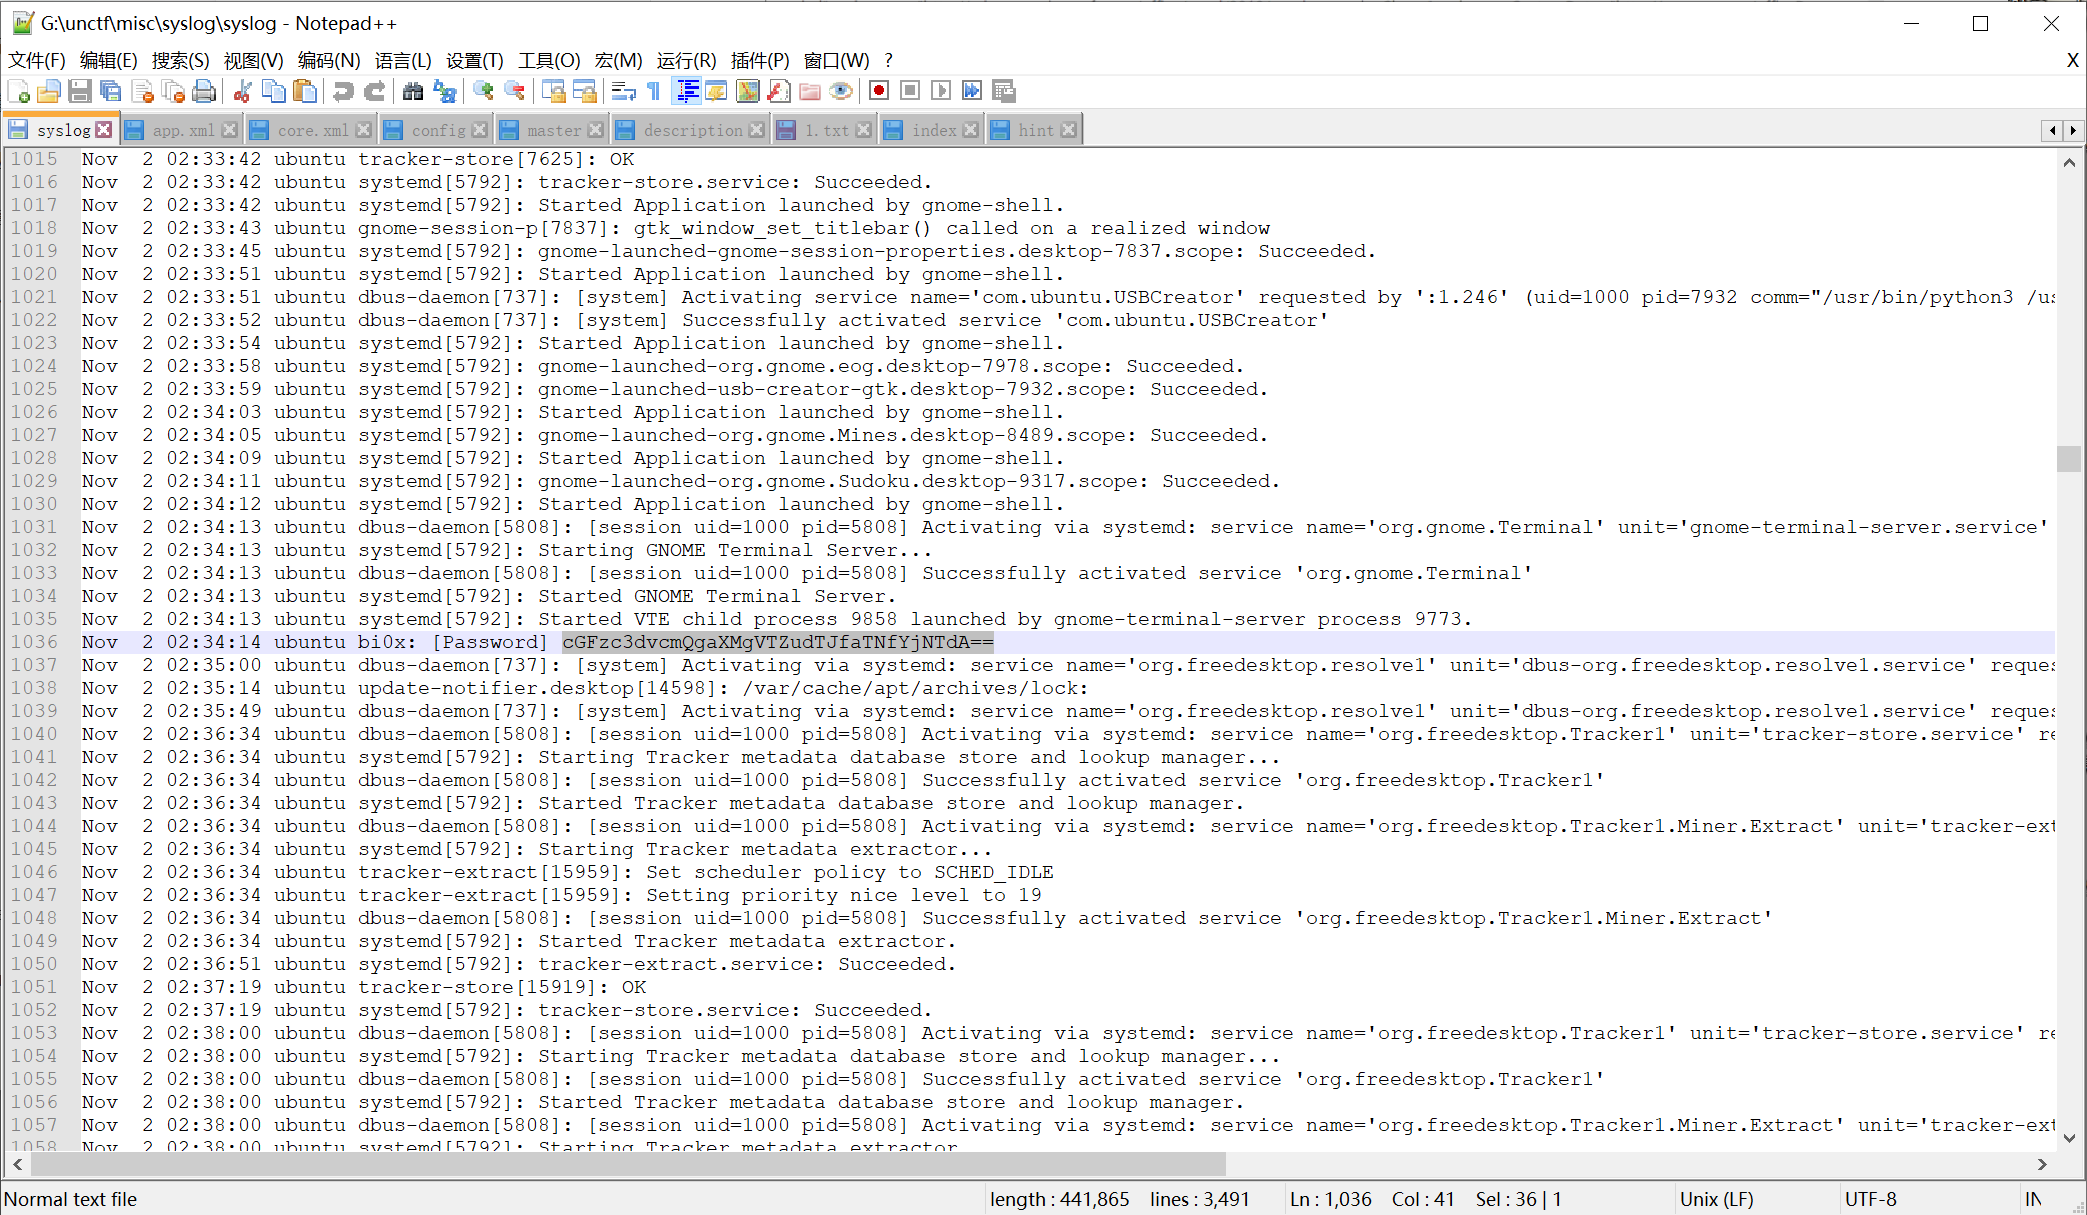 G:\unctf\misc\syslog\syslog - Notepad++
文件(F) 编辑(E) 搜索(S) 视图(V) 编码(N) 语言(L) 设置(T) 工具(O) 宏(M) 运行(R) 插件(P) 窗口(W) ? X
syslog app.xml core.xml config master description 1.txt index hint
1015 Nov  2 02:33:42 ubuntu tracker-store[7625]: OK
1016 Nov  2 02:33:42 ubuntu systemd[5792]: tracker-store.service: Succeeded.
1017 Nov  2 02:33:42 ubuntu systemd[5792]: Started Application launched by gnome-shell.
1018 Nov  2 02:33:43 ubuntu gnome-session-p[7837]: gtk_window_set_titlebar() called on a realized window
1019 Nov  2 02:33:45 ubuntu systemd[5792]: gnome-launched-gnome-session-properties.desktop-7837.scope: Succeeded.
1020 Nov  2 02:33:51 ubuntu systemd[5792]: Started Application launched by gnome-shell.
1021 Nov  2 02:33:51 ubuntu dbus-daemon[737]: [system] Activating service name='com.ubuntu.USBCreator' requested by ':1.246' (uid=1000 pid=7932 comm="/usr/bin/python3 /us
1022 Nov  2 02:33:52 ubuntu dbus-daemon[737]: [system] Successfully activated service 'com.ubuntu.USBCreator'
1023 Nov  2 02:33:54 ubuntu systemd[5792]: Started Application launched by gnome-shell.
1024 Nov  2 02:33:58 ubuntu systemd[5792]: gnome-launched-org.gnome.eog.desktop-7978.scope: Succeeded.
1025 Nov  2 02:33:59 ubuntu systemd[5792]: gnome-launched-usb-creator-gtk.desktop-7932.scope: Succeeded.
1026 Nov  2 02:34:03 ubuntu systemd[5792]: Started Application launched by gnome-shell.
1027 Nov  2 02:34:05 ubuntu systemd[5792]: gnome-launched-org.gnome.Mines.desktop-8489.scope: Succeeded.
1028 Nov  2 02:34:09 ubuntu systemd[5792]: Started Application launched by gnome-shell.
1029 Nov  2 02:34:11 ubuntu systemd[5792]: gnome-launched-org.gnome.Sudoku.desktop-9317.scope: Succeeded.
1030 Nov  2 02:34:12 ubuntu systemd[5792]: Started Application launched by gnome-shell.
1031 Nov  2 02:34:13 ubuntu dbus-daemon[5808]: [session uid=1000 pid=5808] Activating via systemd: service name='org.gnome.Terminal' unit='gnome-terminal-server.service'
1032 Nov  2 02:34:13 ubuntu systemd[5792]: Starting GNOME Terminal Server...
1033 Nov  2 02:34:13 ubuntu dbus-daemon[5808]: [session uid=1000 pid=5808] Successfully activated service 'org.gnome.Terminal'
1034 Nov  2 02:34:13 ubuntu systemd[5792]: Started GNOME Terminal Server.
1035 Nov  2 02:34:13 ubuntu systemd[5792]: Started VTE child process 9858 launched by gnome-terminal-server process 9773.
1036 Nov  2 02:34:14 ubuntu bi0x: [Password] cGFzc3dvcmQgaXMgVTZudTJfaTNfYjNTdA==
1037 Nov  2 02:35:00 ubuntu dbus-daemon[737]: [system] Activating via systemd: service name='org.freedesktop.resolve1' unit='dbus-org.freedesktop.resolve1.service' reques
1038 Nov  2 02:35:14 ubuntu update-notifier.desktop[14598]: /var/cache/apt/archives/lock:
1039 Nov  2 02:35:49 ubuntu dbus-daemon[737]: [system] Activating via systemd: service name='org.freedesktop.resolve1' unit='dbus-org.freedesktop.resolve1.service' reques
1040 Nov  2 02:36:34 ubuntu dbus-daemon[5808]: [session uid=1000 pid=5808] Activating via systemd: service name='org.freedesktop.Tracker1' unit='tracker-store.service' re
1041 Nov  2 02:36:34 ubuntu systemd[5792]: Starting Tracker metadata database store and lookup manager...
1042 Nov  2 02:36:34 ubuntu dbus-daemon[5808]: [session uid=1000 pid=5808] Successfully activated service 'org.freedesktop.Tracker1'
1043 Nov  2 02:36:34 ubuntu systemd[5792]: Started Tracker metadata database store and lookup manager.
1044 Nov  2 02:36:34 ubuntu dbus-daemon[5808]: [session uid=1000 pid=5808] Activating via systemd: service name='org.freedesktop.Tracker1.Miner.Extract' unit='tracker-ext
1045 Nov  2 02:36:34 ubuntu systemd[5792]: Starting Tracker metadata extractor...
1046 Nov  2 02:36:34 ubuntu tracker-extract[15959]: Set scheduler policy to SCHED_IDLE
1047 Nov  2 02:36:34 ubuntu tracker-extract[15959]: Setting priority nice level to 19
1048 Nov  2 02:36:34 ubuntu dbus-daemon[5808]: [session uid=1000 pid=5808] Successfully activated service 'org.freedesktop.Tracker1.Miner.Extract'
1049 Nov  2 02:36:34 ubuntu systemd[5792]: Started Tracker metadata extractor.
1050 Nov  2 02:36:51 ubuntu systemd[5792]: tracker-extract.service: Succeeded.
1051 Nov  2 02:37:19 ubuntu tracker-store[15919]: OK
1052 Nov  2 02:37:19 ubuntu systemd[5792]: tracker-store.service: Succeeded.
1053 Nov  2 02:38:00 ubuntu dbus-daemon[5808]: [session uid=1000 pid=5808] Activating via systemd: service name='org.freedesktop.Tracker1' unit='tracker-store.service' re
1054 Nov  2 02:38:00 ubuntu systemd[5792]: Starting Tracker metadata database store and lookup manager...
1055 Nov  2 02:38:00 ubuntu dbus-daemon[5808]: [session uid=1000 pid=5808] Successfully activated service 'org.freedesktop.Tracker1'
1056 Nov  2 02:38:00 ubuntu systemd[5792]: Started Tracker metadata database store and lookup manager.
1057 Nov  2 02:38:00 ubuntu dbus-daemon[5808]: [session uid=1000 pid=5808] Activating via systemd: service name='org.freedesktop.Tracker1.Miner.Extract' unit='tracker-ext
1058 Nov  2 02:38:00 ubuntu systemd[5792]: Starting Tracker metadata extractor
Normal text file length : 441,865 lines : 3,491 Ln : 1,036 Col : 41 Sel : 36 | 1 Unix (LF) UTF-8 IN